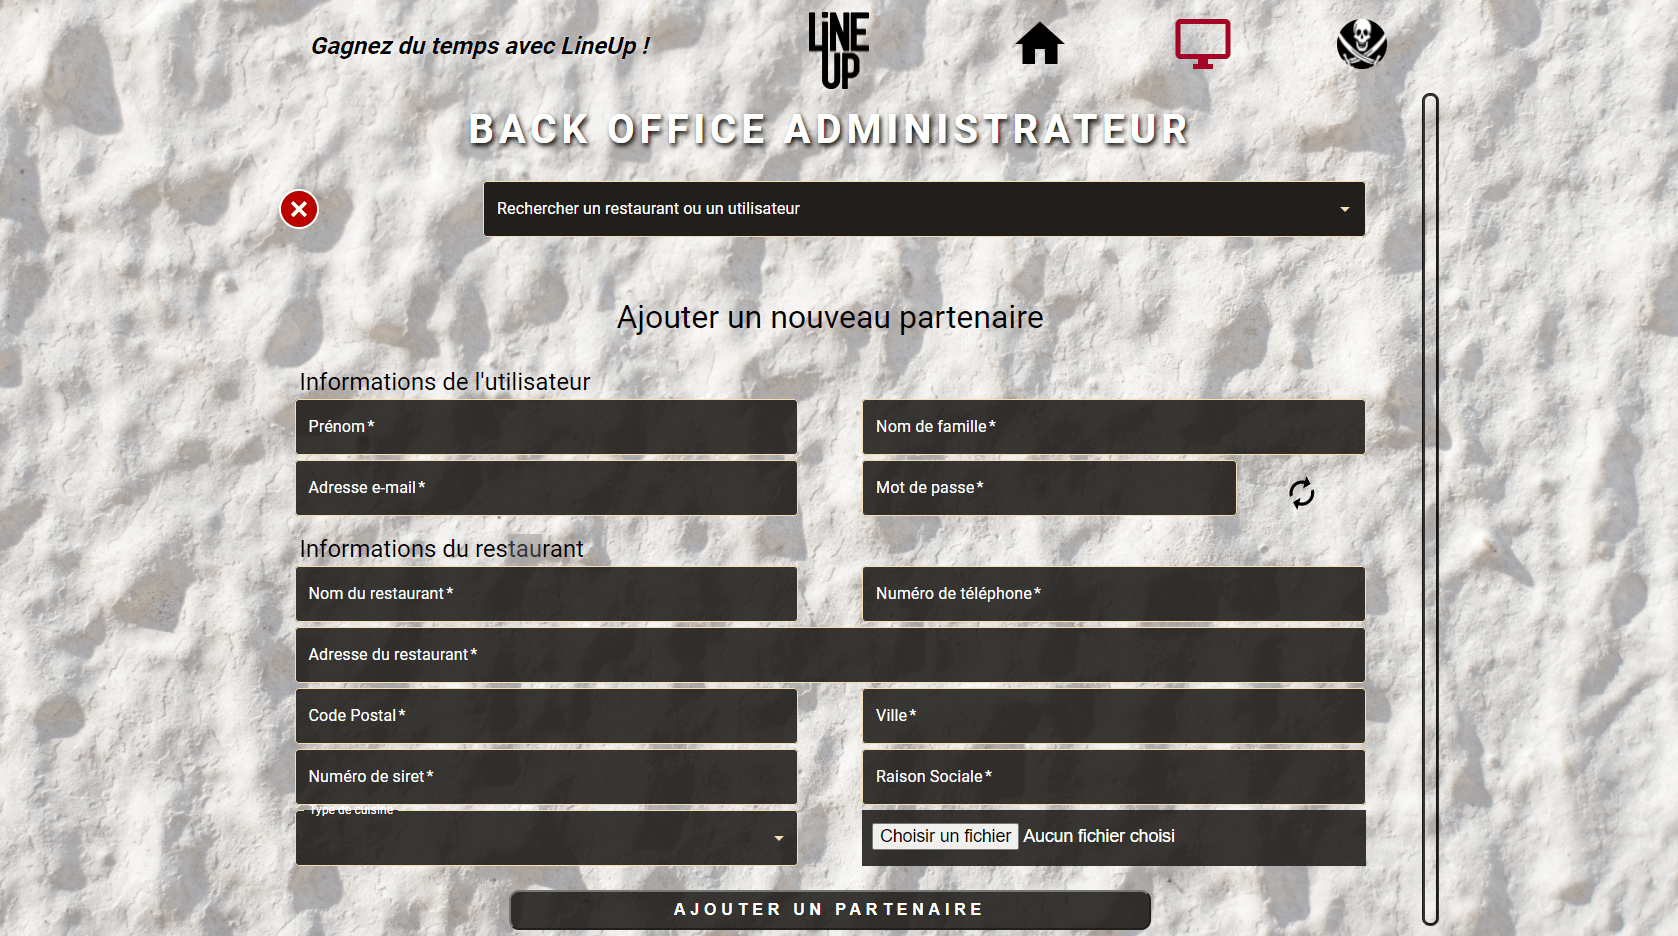 Gagnez du temps avec LineUp !
LiNE
UP
BACK OFFICE ADMINISTRATEUR
Rechercher un restaurant ou un utilisateur
Ajouter un nouveau partenaire
Informations de l'utilisateur
Prénom*
Nom de famille*
Adresse e-mail*
Mot de passe*
Informations du restaurant
Nom du restaurant*
Numéro de téléphone*
Adresse du restaurant*
Code Postal*
Ville*
Numéro de siret*
Raison Sociale*
Type de cuisine
Choisir un fichier Aucun fichier choisi
AJOUTER UN PARTENAIRE